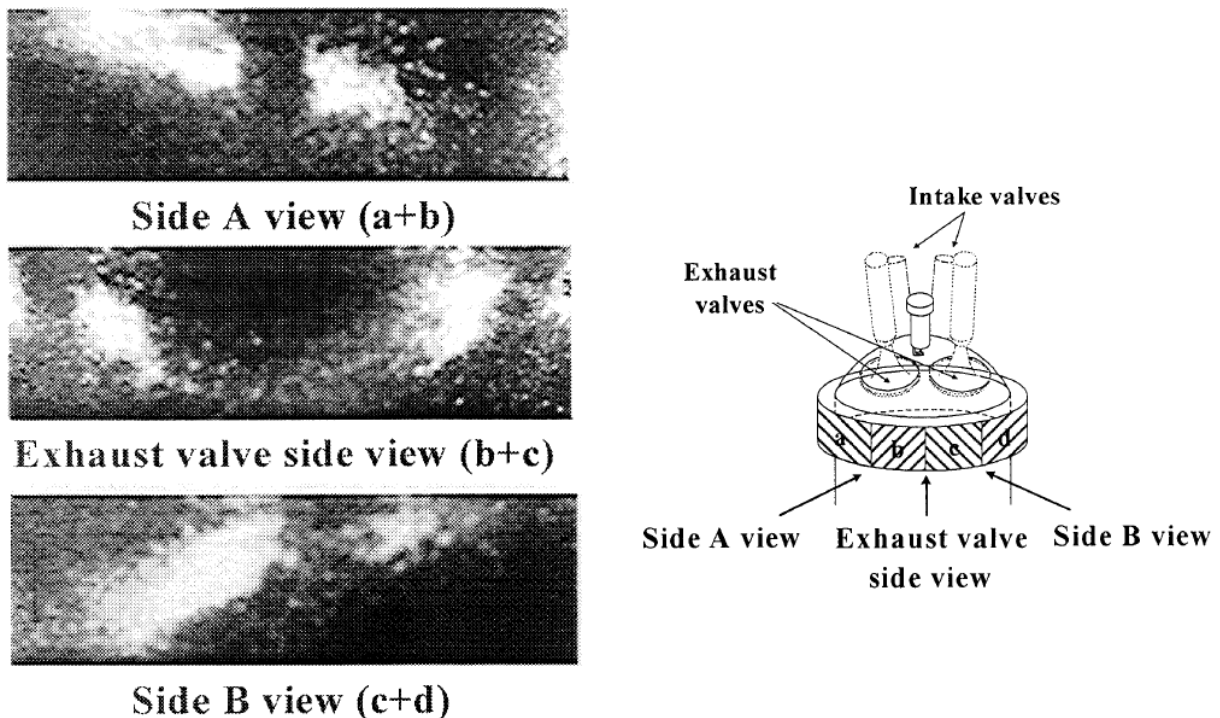 Side A view (a+b)
Exhaust valve side view (b+c)
Side B view (c+d)
Intake valves
Exhaust
valves
a
b
c
d
Side A view
Exhaust valve
side view
Side B view